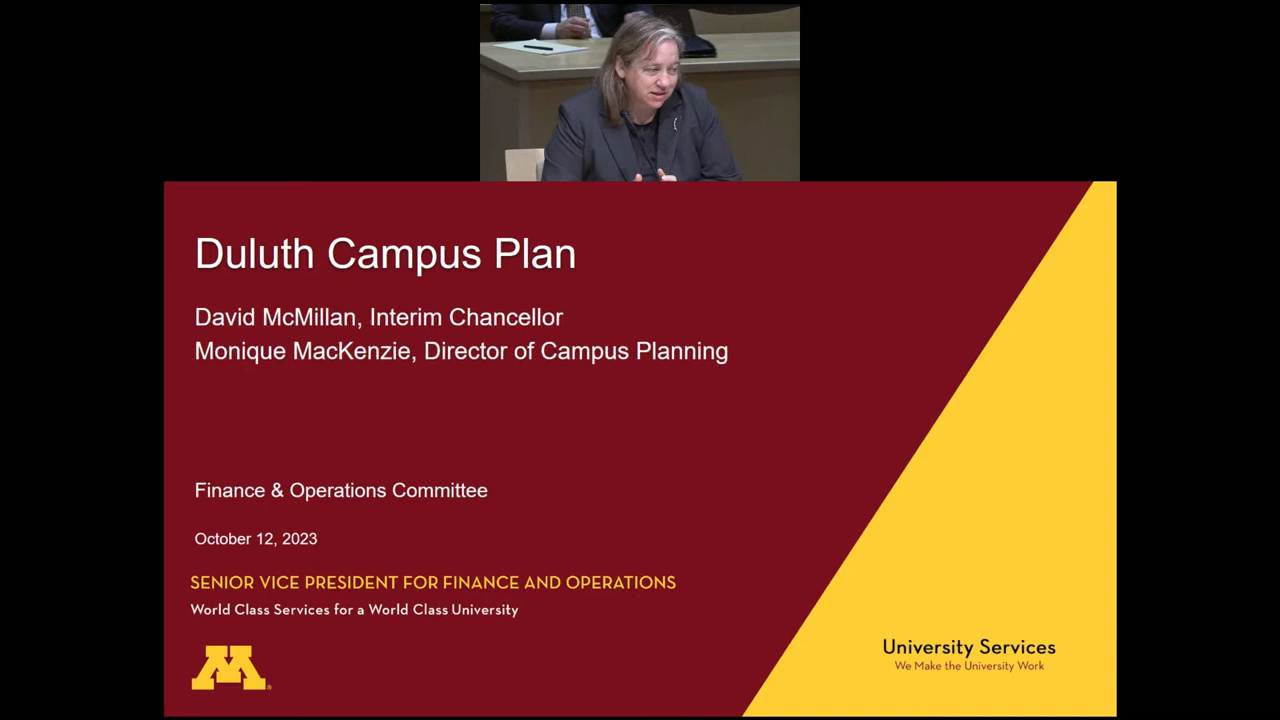 Duluth Campus Plan
David McMillan, Interim Chancellor
Monique MacKenzie, Director of Campus Planning
Finance & Operations Committee
October 12, 2023
SENIOR VICE PRESIDENT FOR FINANCE AND OPERATIONS
World Class Services for a World Class University
M
University Services
We Make the University Work